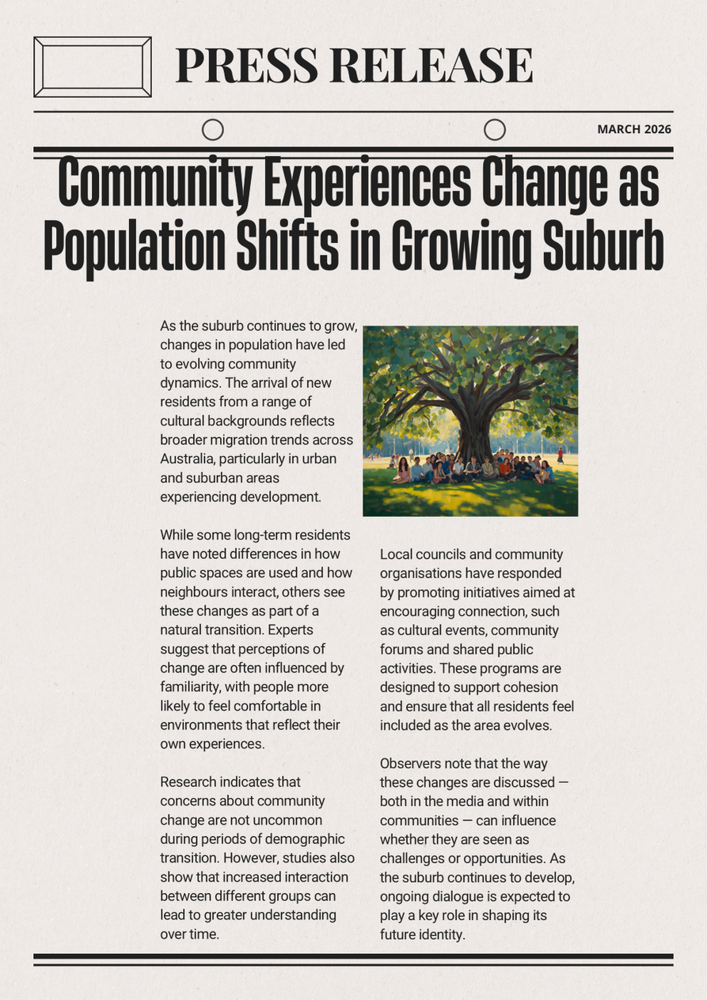 PRESS RELEASE
MARCH 2026
Community Experiences Change as
Population Shifts in Growing Suburb
As the suburb continues to grow,
changes in population have led
to evolving community
dynamics. The arrival of new
residents from a range of
cultural backgrounds reflects
broader migration trends across
Australia, particularly in urban
and suburban areas
experiencing development.
While some long-term residents
have noted differences in how
public spaces are used and how
neighbours interact, others see
these changes as part of a
natural transition. Experts
suggest that perceptions of
change are often influenced by
familiarity, with people more
likely to feel comfortable in
environments that reflect their
own experiences.
Research indicates that
concerns about community
change are not uncommon
during periods of demographic
transition. However, studies also
show that increased interaction
between different groups can
lead to greater understanding
over time.
Local councils and community
organisations have responded
by promoting initiatives aimed at
encouraging connection, such
as cultural events, community
forums and shared public
activities. These programs are
designed to support cohesion
and ensure that all residents feel
included as the area evolves.
Observers note that the way
these changes are discussed —
both in the media and within
communities — can influence
whether they are seen as
challenges or opportunities. As
the suburb continues to develop,
ongoing dialogue is expected to
play a key role in shaping its
future identity.